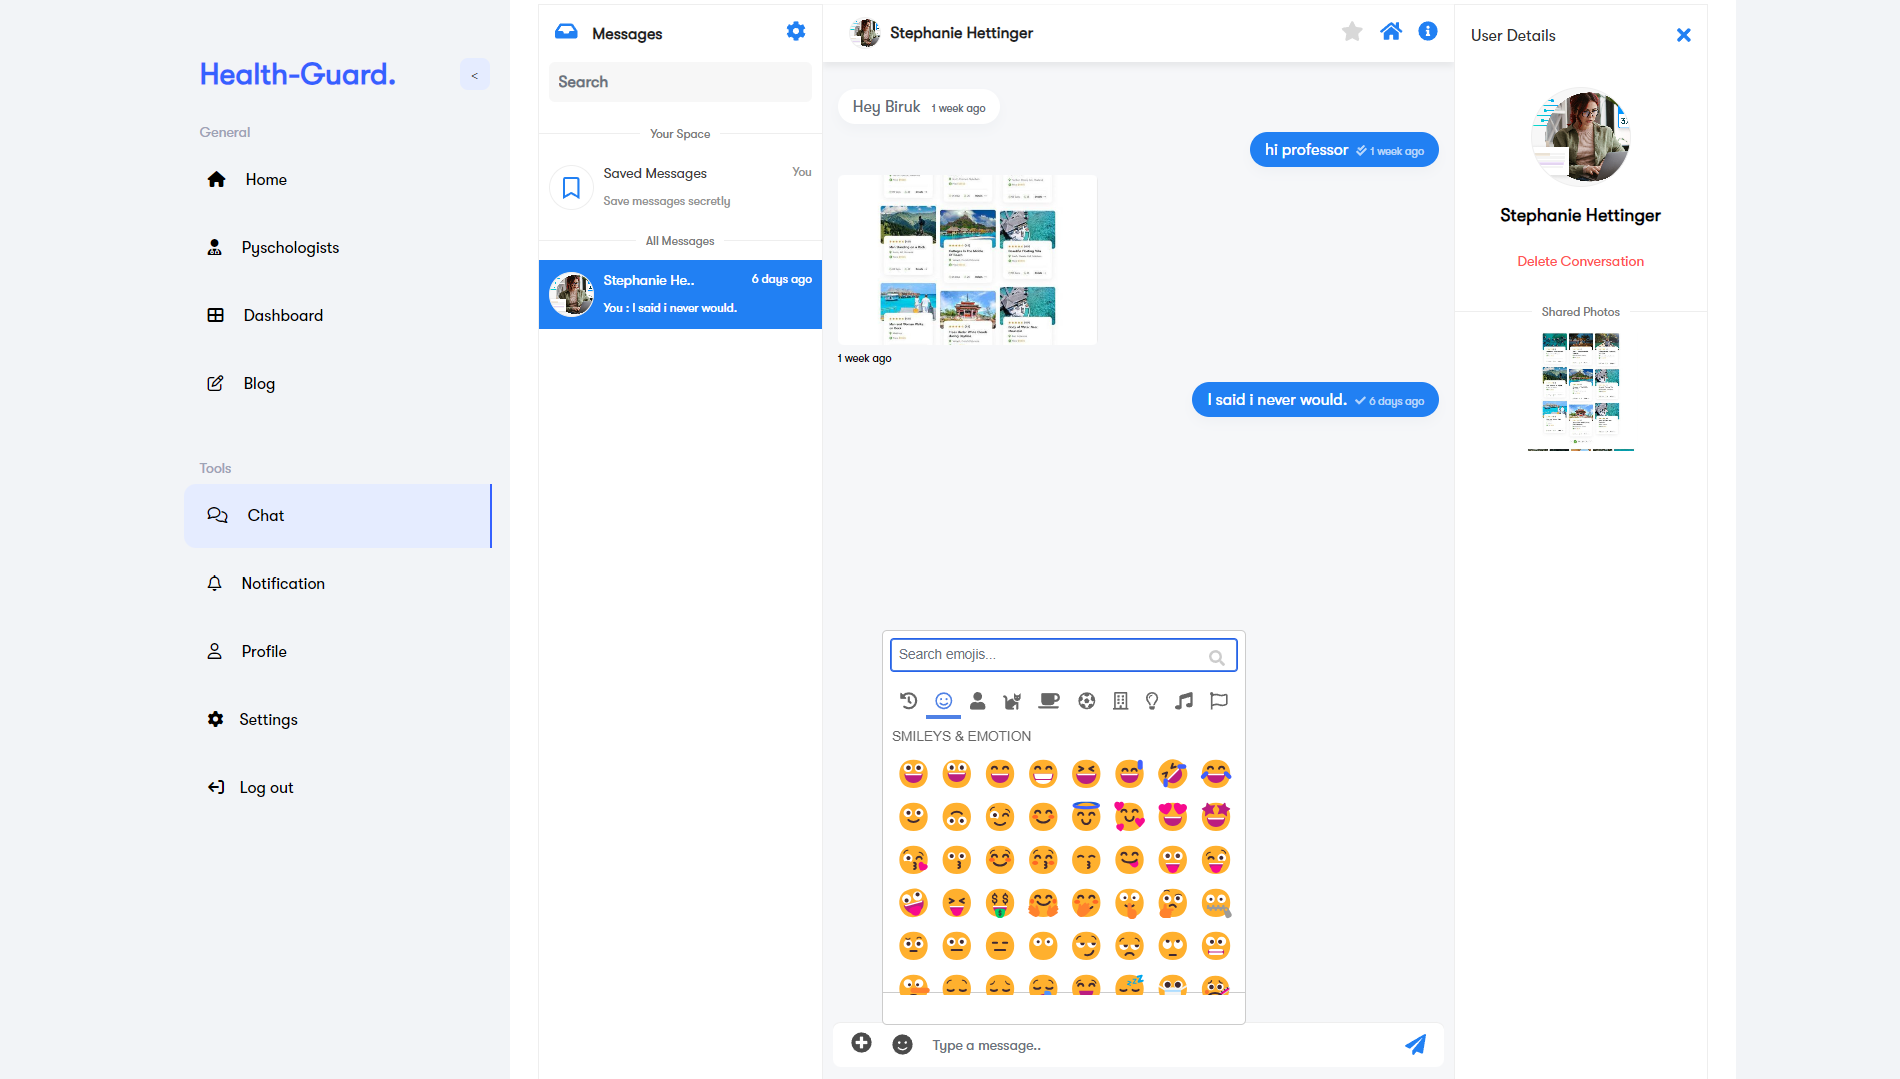 Health-Guard.
<
General
Home
Pyschologists
Dashboard
Blog
Tools
Chat
Notification
Profile
Settings
Log out
Messages
Search
Your Space
Saved Messages You
Save messages secretly
All Messages
Stephanie He.. 6 days ago
You : I said i never would.
Stephanie Hettinger
Hey Biruk 1 week ago
hi professor 1 week ago
1 week ago
I said i never would. 6 days ago
Search emojis...
SMILEYS & EMOTION
Type a message..
User Details
Stephanie Hettinger
Delete Conversation
Shared Photos